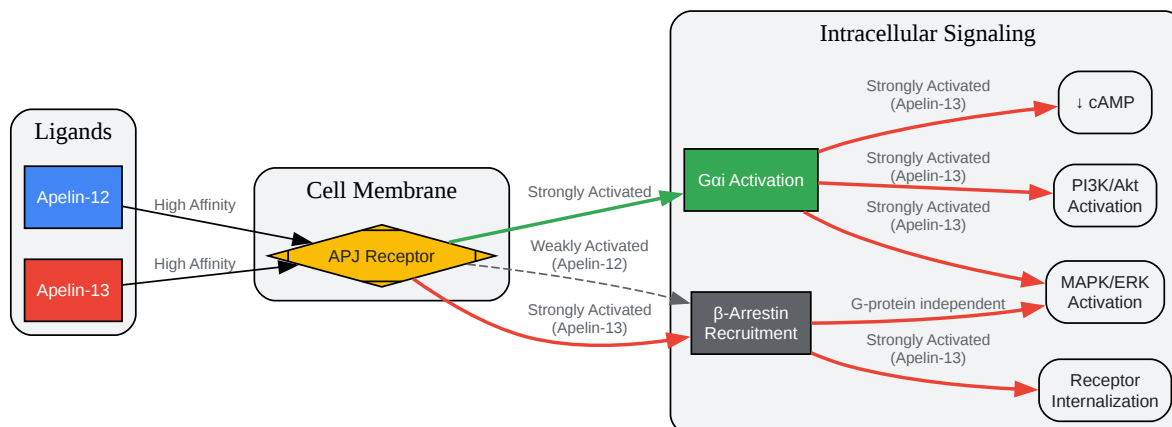 Intracellular Signaling
Ligands
Cell Membrane
Apelin-12
Apelin-13
High Affinity
High Affinity
APJ Receptor
Strongly Activated
Weakly Activated
(Apelin-12)
Strongly Activated
(Apelin-13)
Gαi Activation
β-Arrestin
Recruitment
Strongly Activated
(Apelin-13)
Strongly Activated
(Apelin-13)
Strongly Activated
(Apelin-13)
G-protein independent
Strongly Activated
(Apelin-13)
↓ cAMP
PI3K/Akt
Activation
MAPK/ERK
Activation
Receptor
Internalization